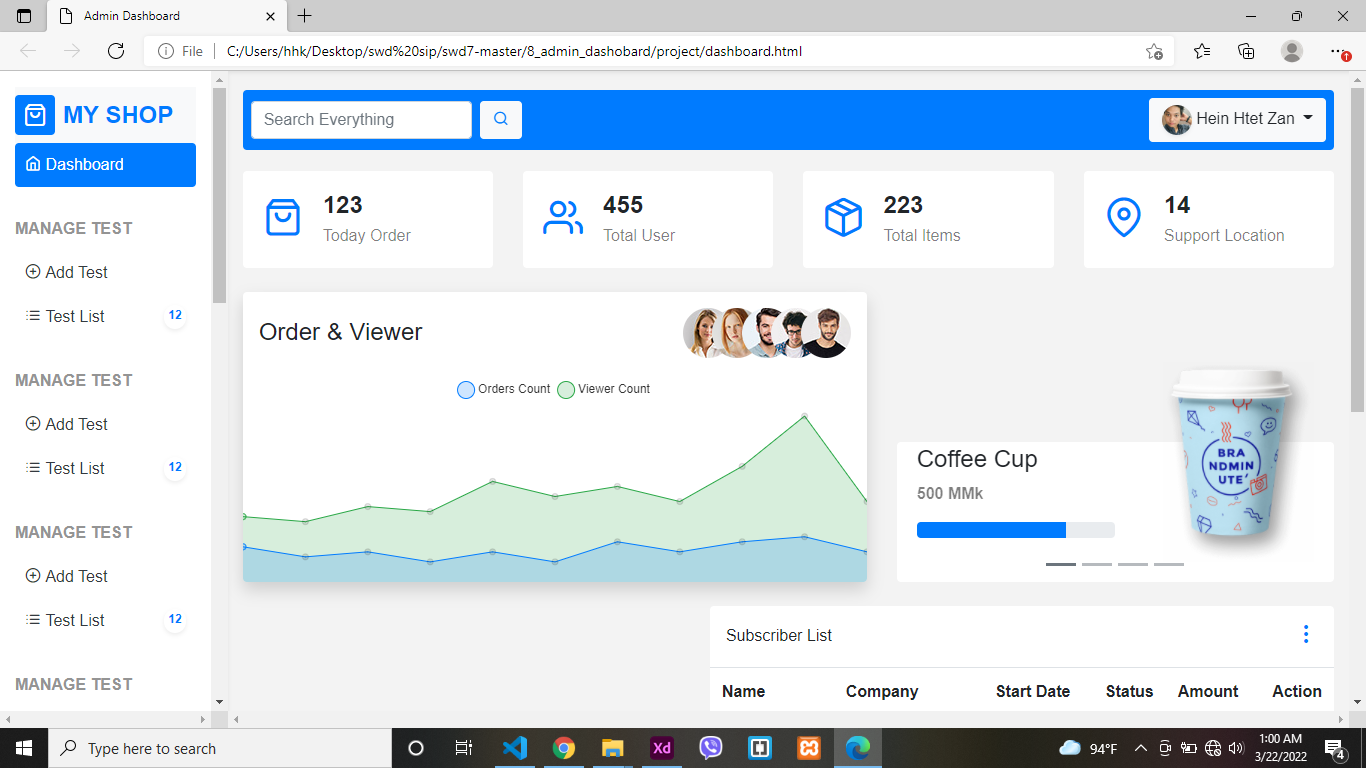 Admin Dashboard
File
C:/Users/hhk/Desktop/swd%20sip/swd7-master/8_admin_dashobard/project/dashboard.html
MY SHOP
Dashboard
MANAGE TEST
Add Test
Test List 12
MANAGE TEST
Add Test
Test List 12
MANAGE TEST
Add Test
Test List 12
MANAGE TEST
Search Everything
Hein Htet Zan
123
Today Order
455
Total User
223
Total Items
14
Support Location
Order & Viewer
Orders Count Viewer Count
Coffee Cup
500 MMk
BRA
NDMIN
UTE'
Subscriber List
Name Company Start Date Status Amount Action
Type here to search
Xd
94°F
1:00 AM
3/22/2022
4